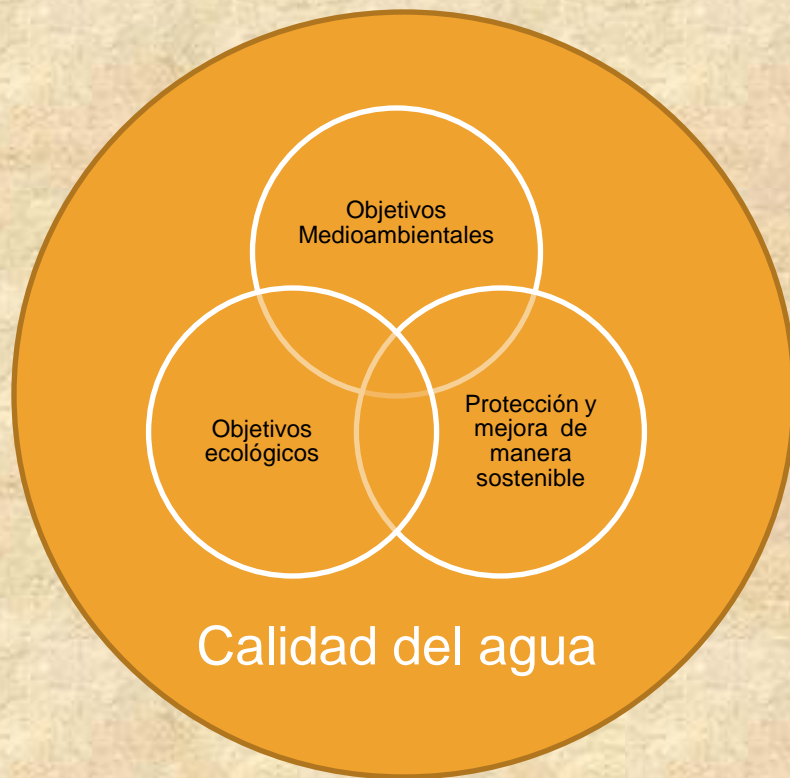 Objetivos
Medioambientales
Objetivos
ecológicos
Protección y
mejora de
manera
sostenible
Calidad del agua